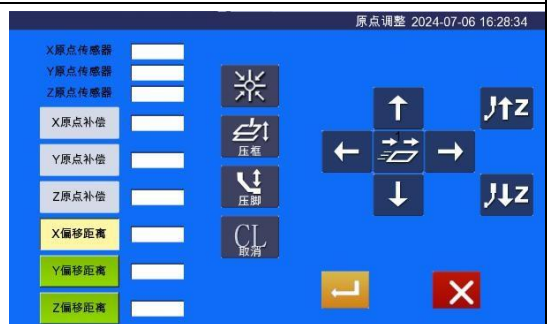 原点调整 2024-07-06 16:28:34
X原点传感器
Y原点传感器
Z原点传感器
X原点补偿
Y原点补偿
Z原点补偿
X偏移距离
Y偏移距离
Z偏移距离
压框
压脚
CL
取消
1
Z
Z